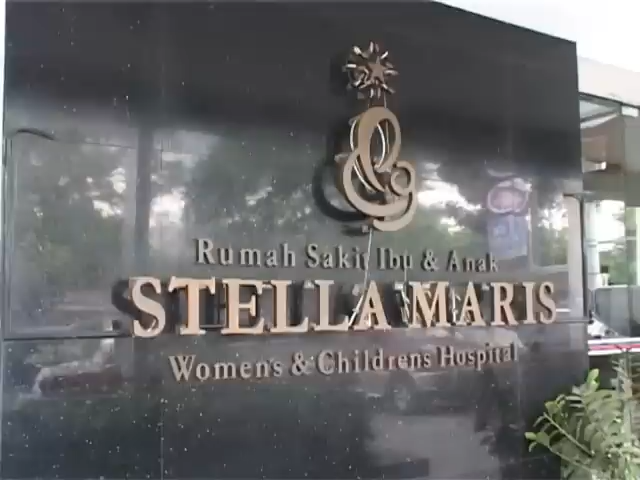 Rumah Sakit Ibu & Anak
STELLA MARIS
Womens & Childrens Hospital